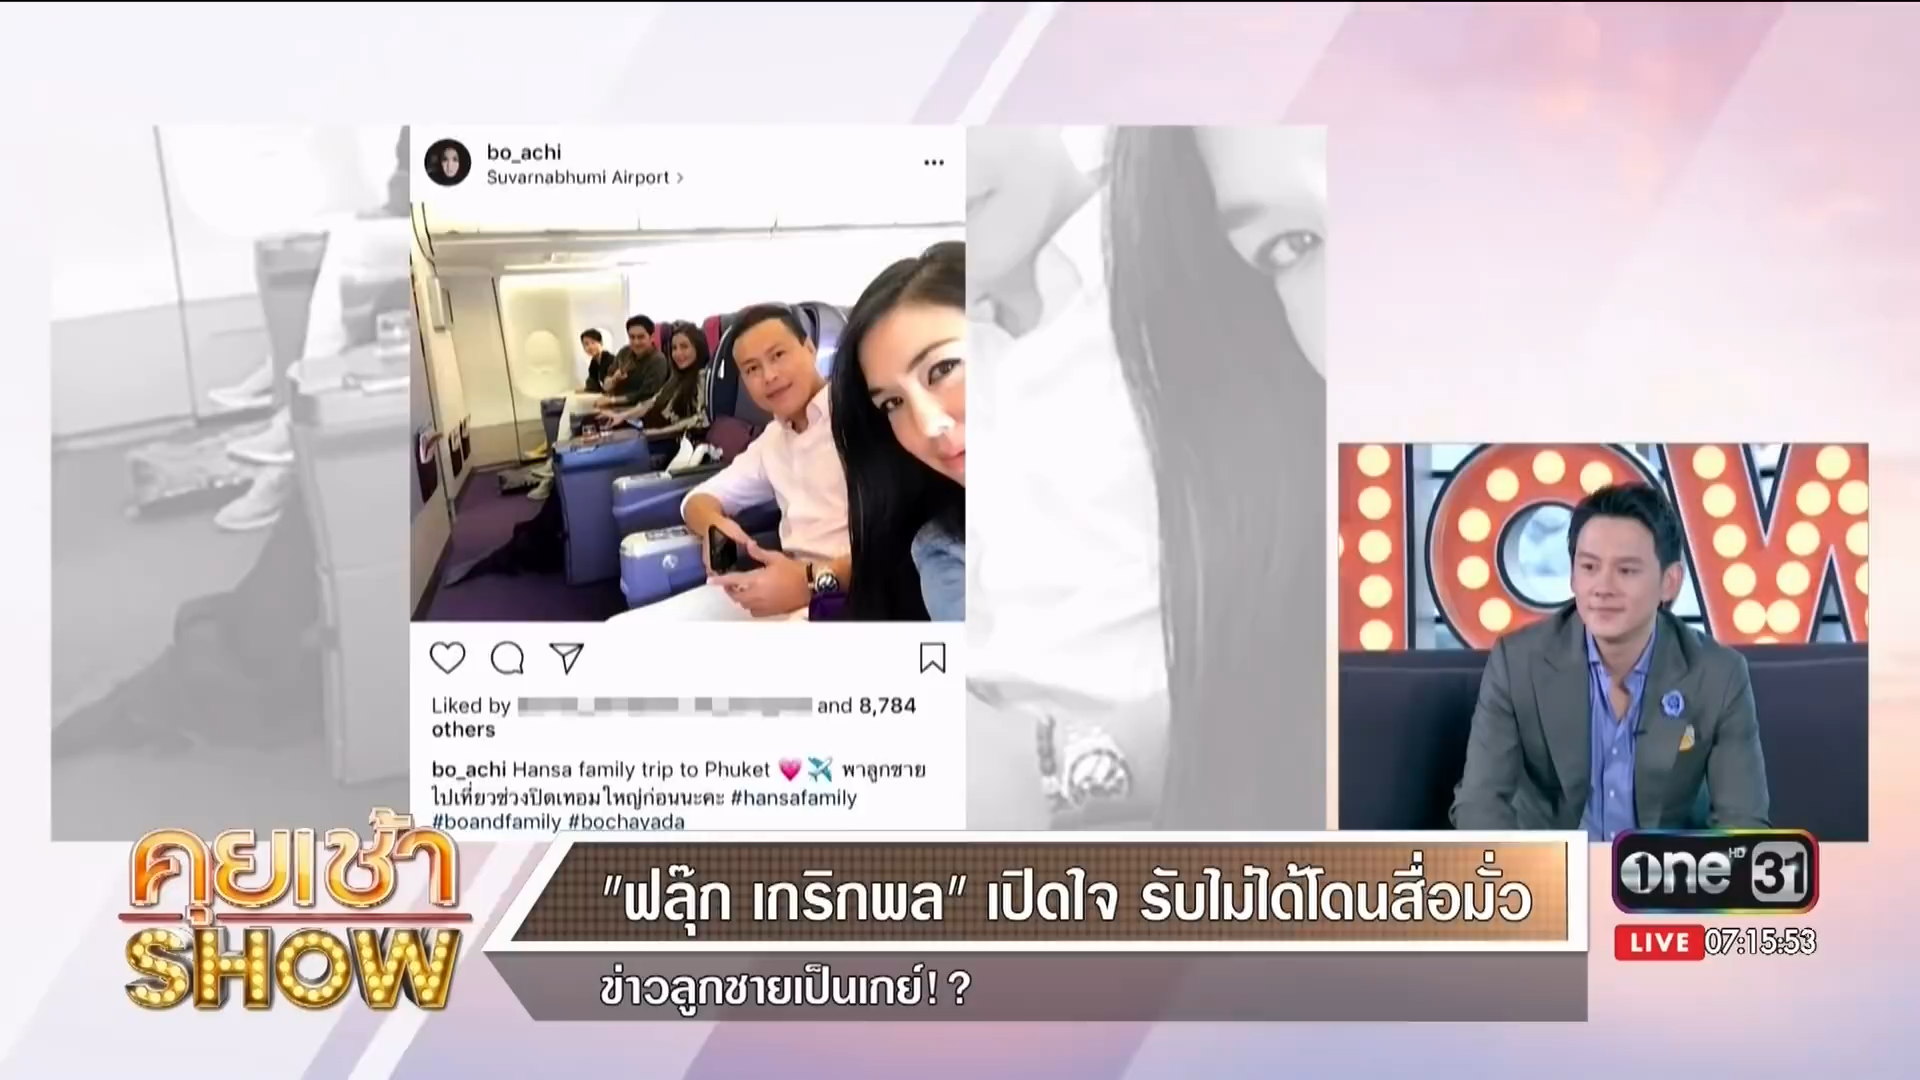 bo_achi
Suvarnabhumi Airport >
Liked by and 8,784
others
bo_achi Hansa family trip to Phuket 💗✈️ พาลูกชาย
ไปเที่ยวช่วงปิดเทอมใหญ่ก่อนนะคะ #hansafamily
#boandfamily #bochayada
คุยเช้า
SHOW
"ฟลุ๊ก เกริกพล" เปิดใจ รับไม่ได้โดนสื่อมั่ว
ข่าวลูกชายเป็นเกย์!?
one HD 31
LIVE 07:15:53